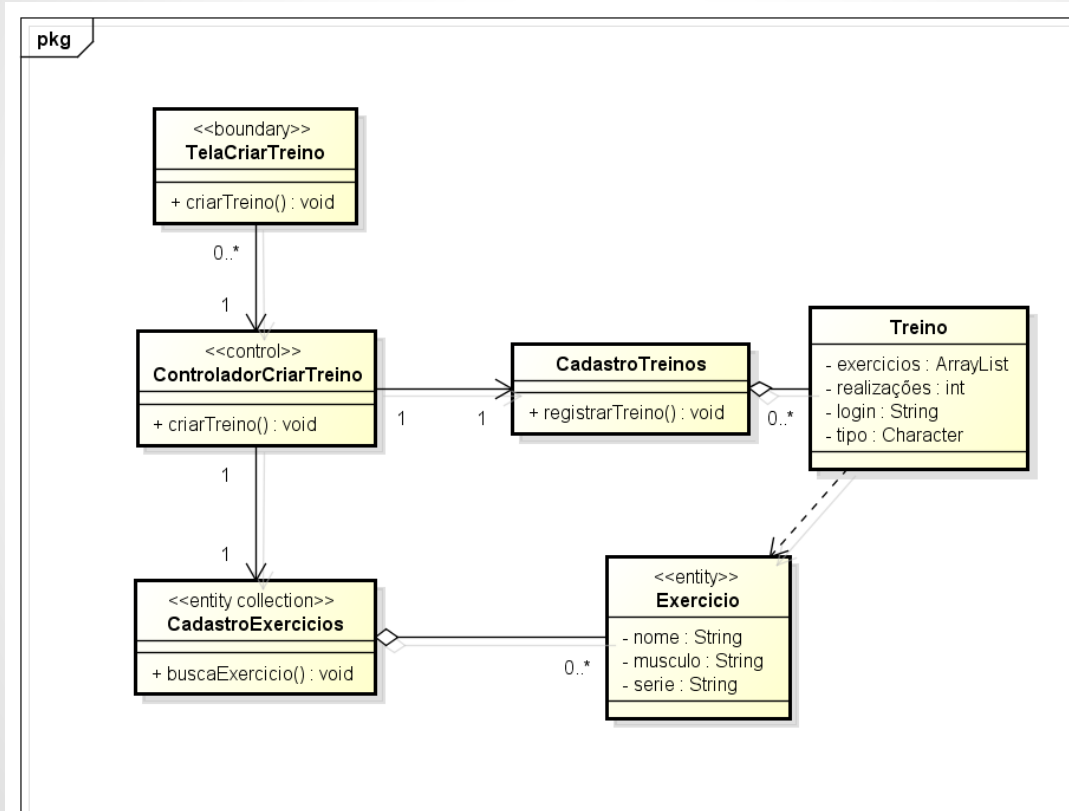 pkg
<<boundary>>
TelaCriarTreino
+ criarTreino() : void
0..*
1
<<control>>
ControladorCriarTreino
+ criarTreino() : void
1
1
CadastroTreinos
+ registrarTreino() : void
0..*
Treino
- exercicios : ArrayList
- realizações : int
- login : String
- tipo : Character
1
1
<<entity collection>>
CadastroExercicios
+ buscaExercicio() : void
0..*
<<entity>>
Exercicio
- nome : String
- musculo : String
- serie : String